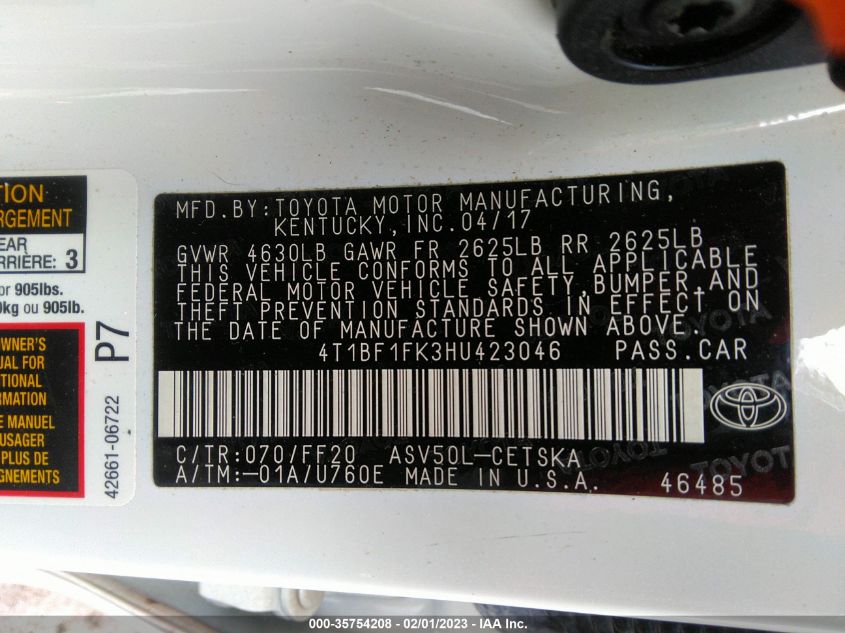 TION
RGEMENT
EAR
RRIERE: 3
or 905lbs.
0kg ou 905lb.
OWNER'S
UAL FOR
TIONAL
RMATION
E MANUEL
USAGER
PLUS DE
GNEMENTS
P7
42661-06722
MFD.BY:TOYOTA MOTOR MANUFACTURING,
KENTUCKY,INC.04/17
GVWR 4630LB GAWR FR 2625LB RR 2625LB
THIS VEHICLE CONFORMS TO ALL APPLICABLE
FEDERAL MOTOR VEHICLE SAFETY,BUMPER,AND
THEFT PREVENTION STANDARDS IN EFFECT ON
THE DATE OF MANUFACTURE SHOWN ABOVE.
4T1BF1FK3HU423046 PASS.CAR
C/TR:070/FF20 ASV50L-CETSKA
A/TM:-01A/U760E MADE IN U.S.A.
46485
000-35754208 - 02/01/2023 - IAA Inc.